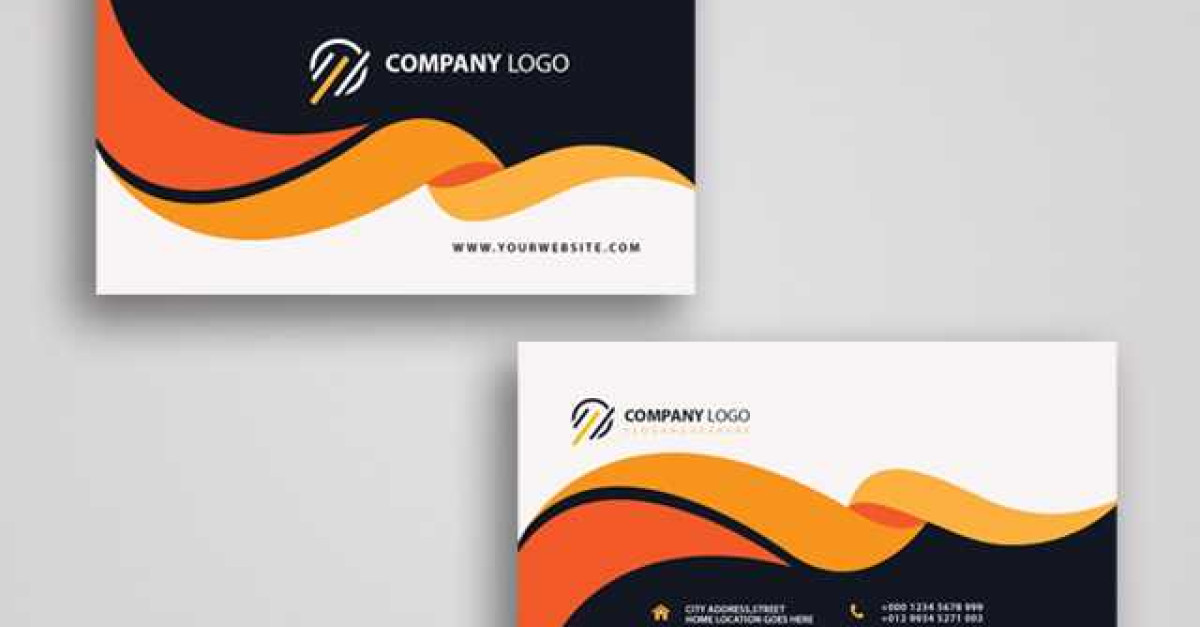 COMPANY LOGO
WWW.YOURWEBSITE.COM
COMPANY LOGO
CITY ADDRESS,STREET
HOME LOCATION GOES HERE
+000 1234 5678 999
+012 9934 5271 003